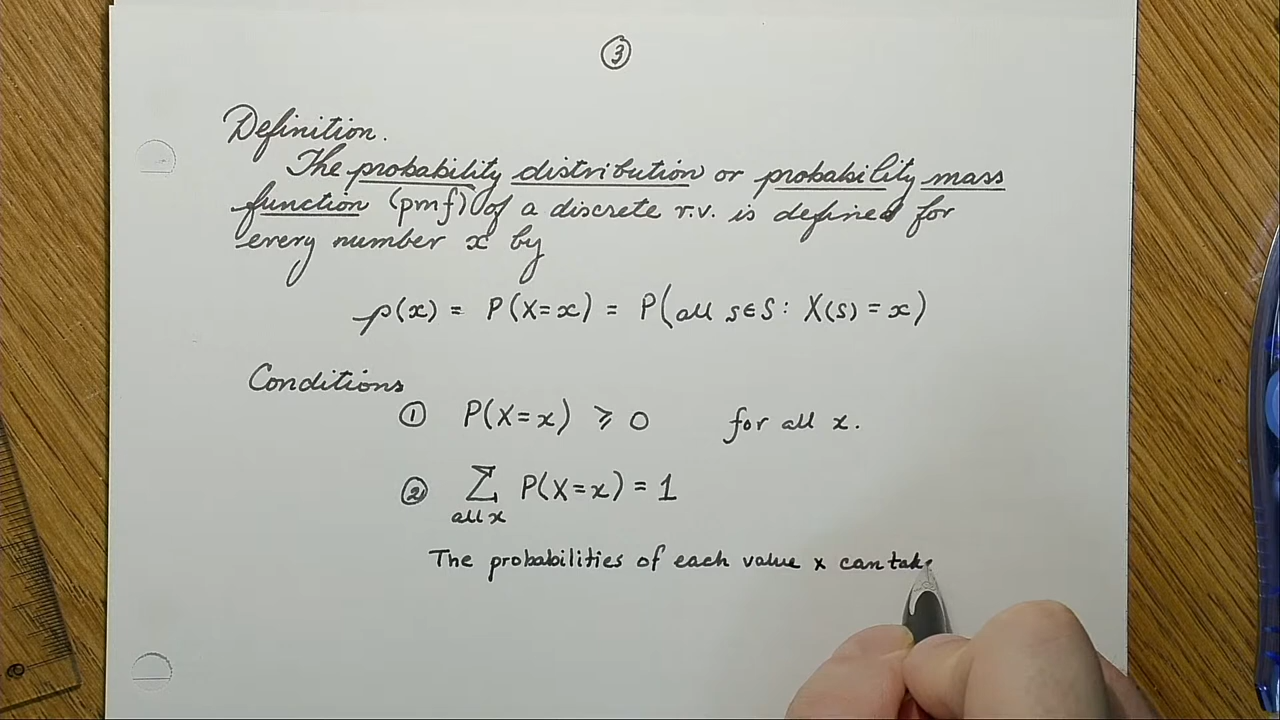 ③
Definition.
The probability distribution or probability mass
function (pmf) of a discrete r.v. is defined for
every number x by
p(x) = P(X=x) = P(all s∈S: X(s) = x)
Conditions
① P(X=x) ⩾ 0 for all x.
② ∑ P(X=x) = 1
all x
The probabilities of each value x can take